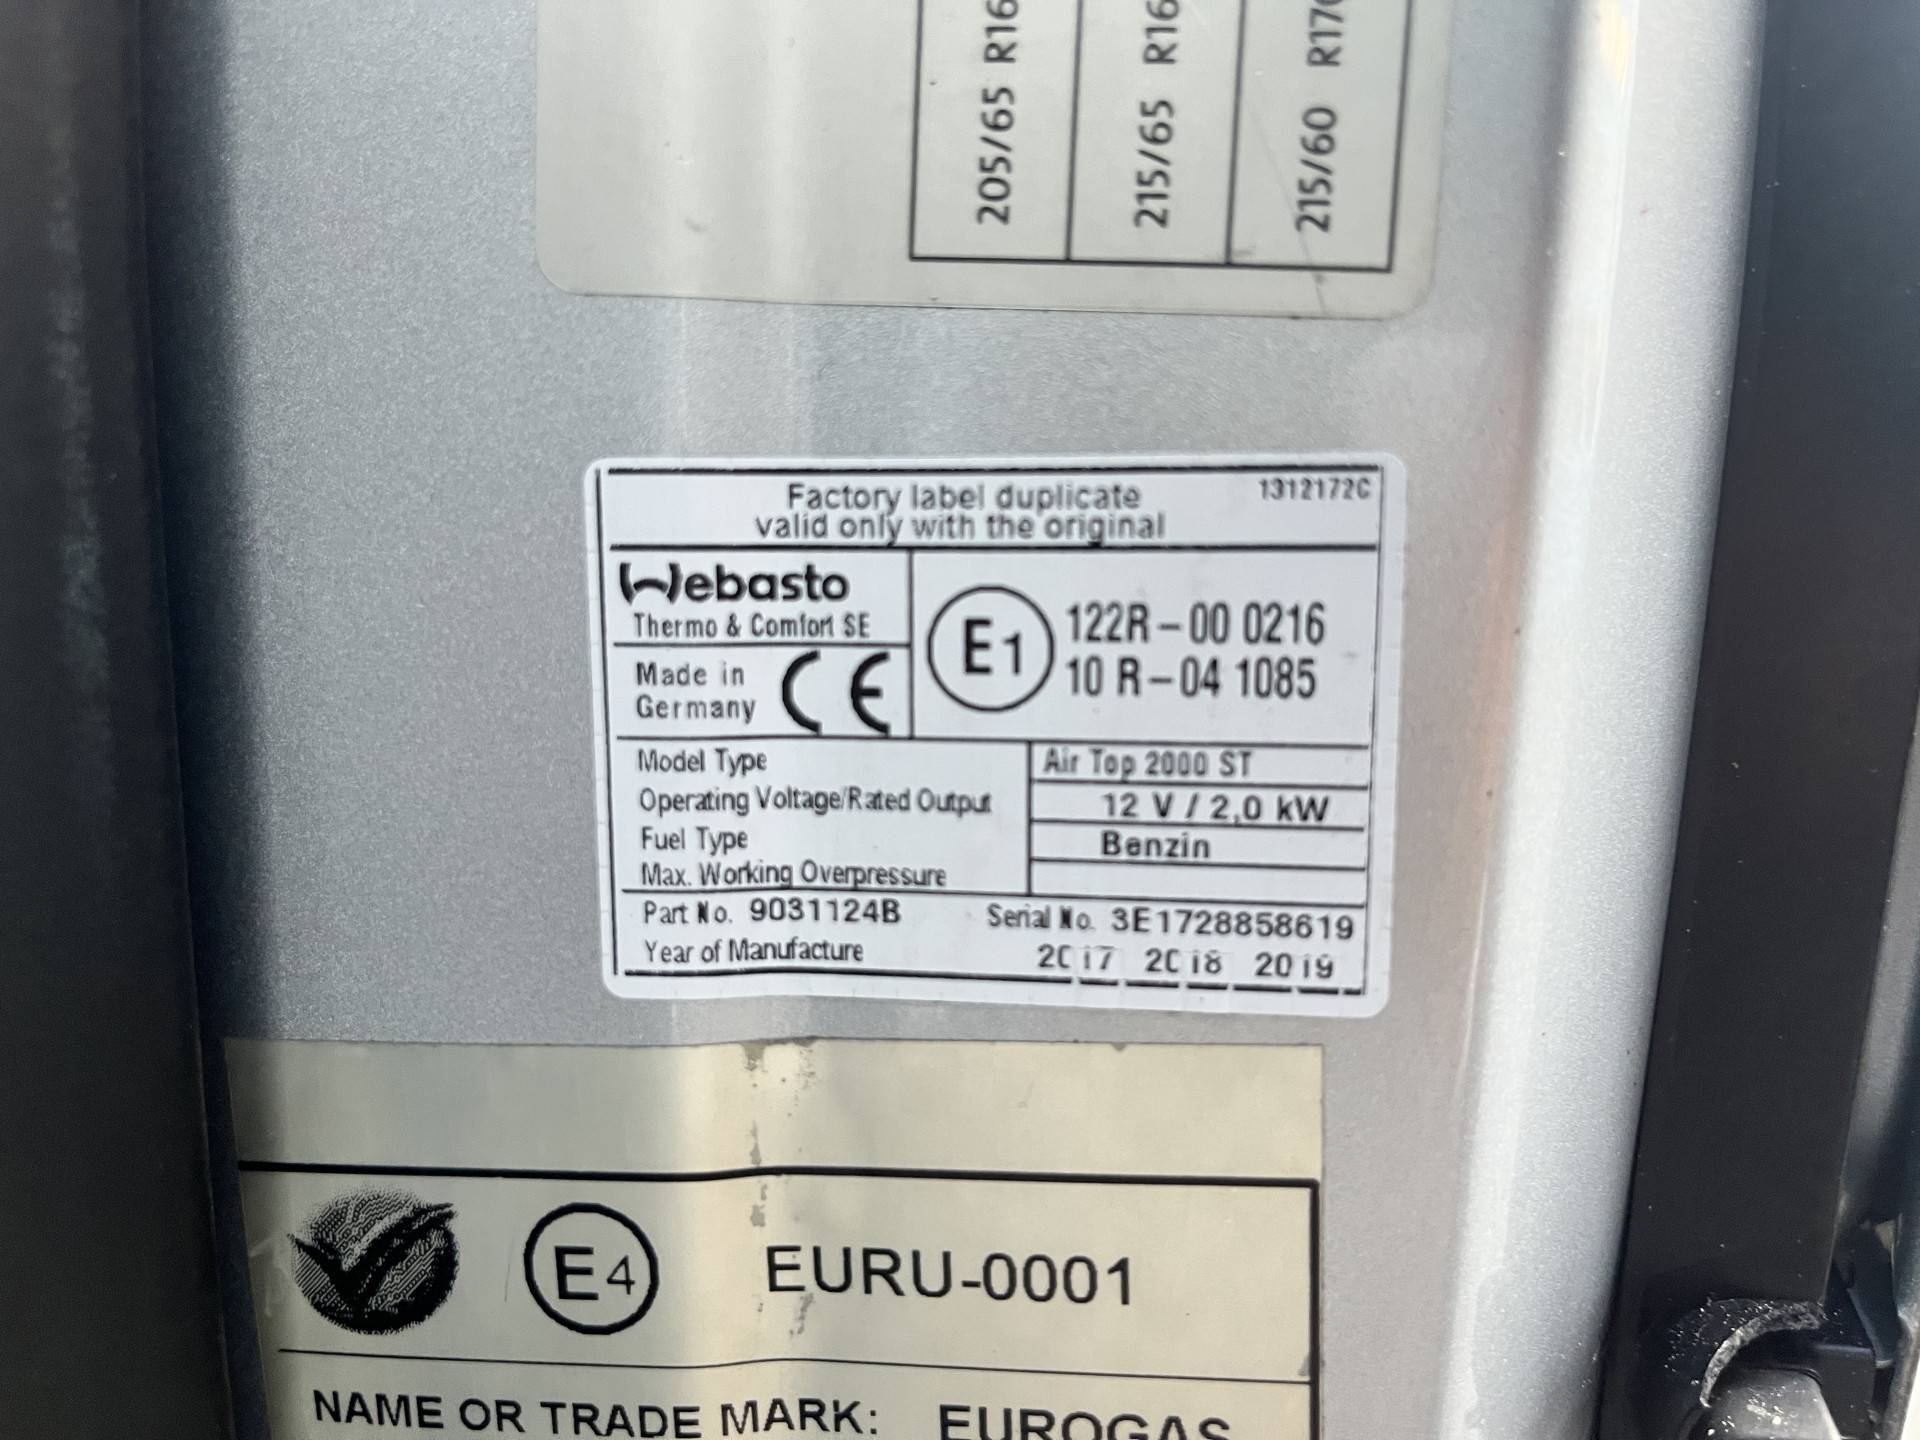 205/65 R16
215/65 R16
215/60 R17
Factory label duplicate
valid only with the original
1312172C
Webasto
Thermo & Comfort SE
Made in
Germany
CE
E1
122R-00 0216
10 R-04 1085
Model Type Air Top 2000 ST
Operating Voltage/Rated Output 12 V / 2,0 kW
Fuel Type Benzin
Max. Working Overpressure
Part No. 9031124B Serial No. 3E1728858619
Year of Manufacture 2017 2018 2019
E4 EURU-0001
NAME OR TRADE MARK: EUROGAS